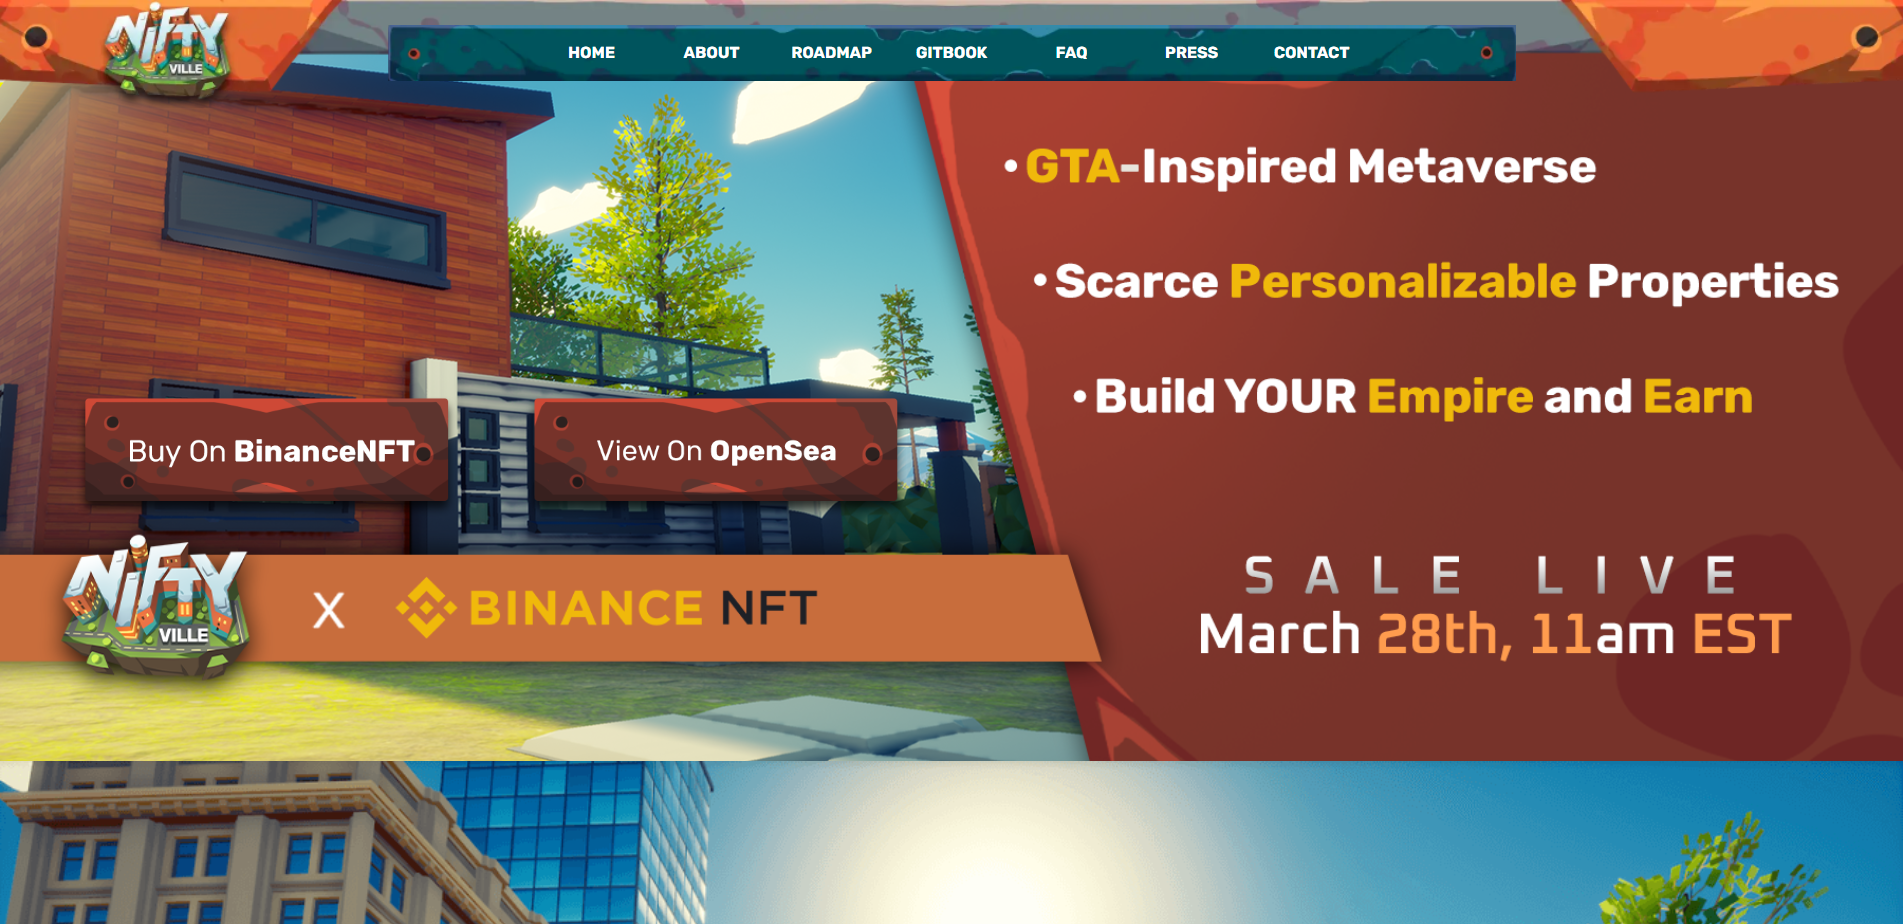 NiFTY
VILLE
HOME
ABOUT
ROADMAP
GITBOOK
FAQ
PRESS
CONTACT
• GTA-Inspired Metaverse
• Scarce Personalizable Properties
• Build YOUR Empire and Earn
Buy On BinanceNFT
View On OpenSea
NiFTY
VILLE
X
BINANCE NFT
SALE LIVE
March 28th, 11am EST